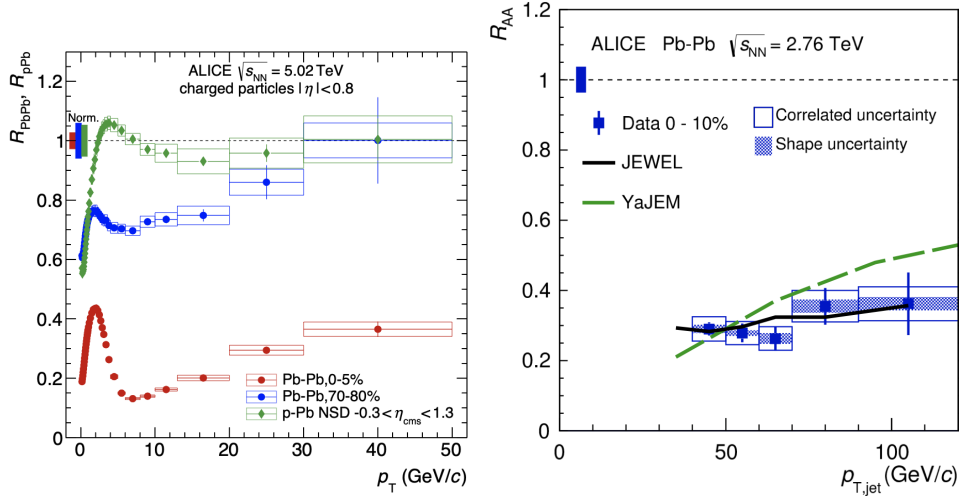 R_PbPb, R_pPb
ALICE √s_NN = 5.02 TeV
charged particles |η|<0.8
Norm.
1.2
1
0.8
0.6
0.4
0.2
0
Pb-Pb,0-5%
Pb-Pb,70-80%
p-Pb NSD -0.3<η_cms<1.3
0 10 20 30 40 50
p_T (GeV/c)
R_AA
1.2
1
0.8
0.6
0.4
0.2
0
ALICE Pb-Pb √s_NN = 2.76 TeV
Data 0 - 10%
JEWEL
YaJEM
Correlated uncertainty
Shape uncertainty
0 50 100
p_T,jet (GeV/c)